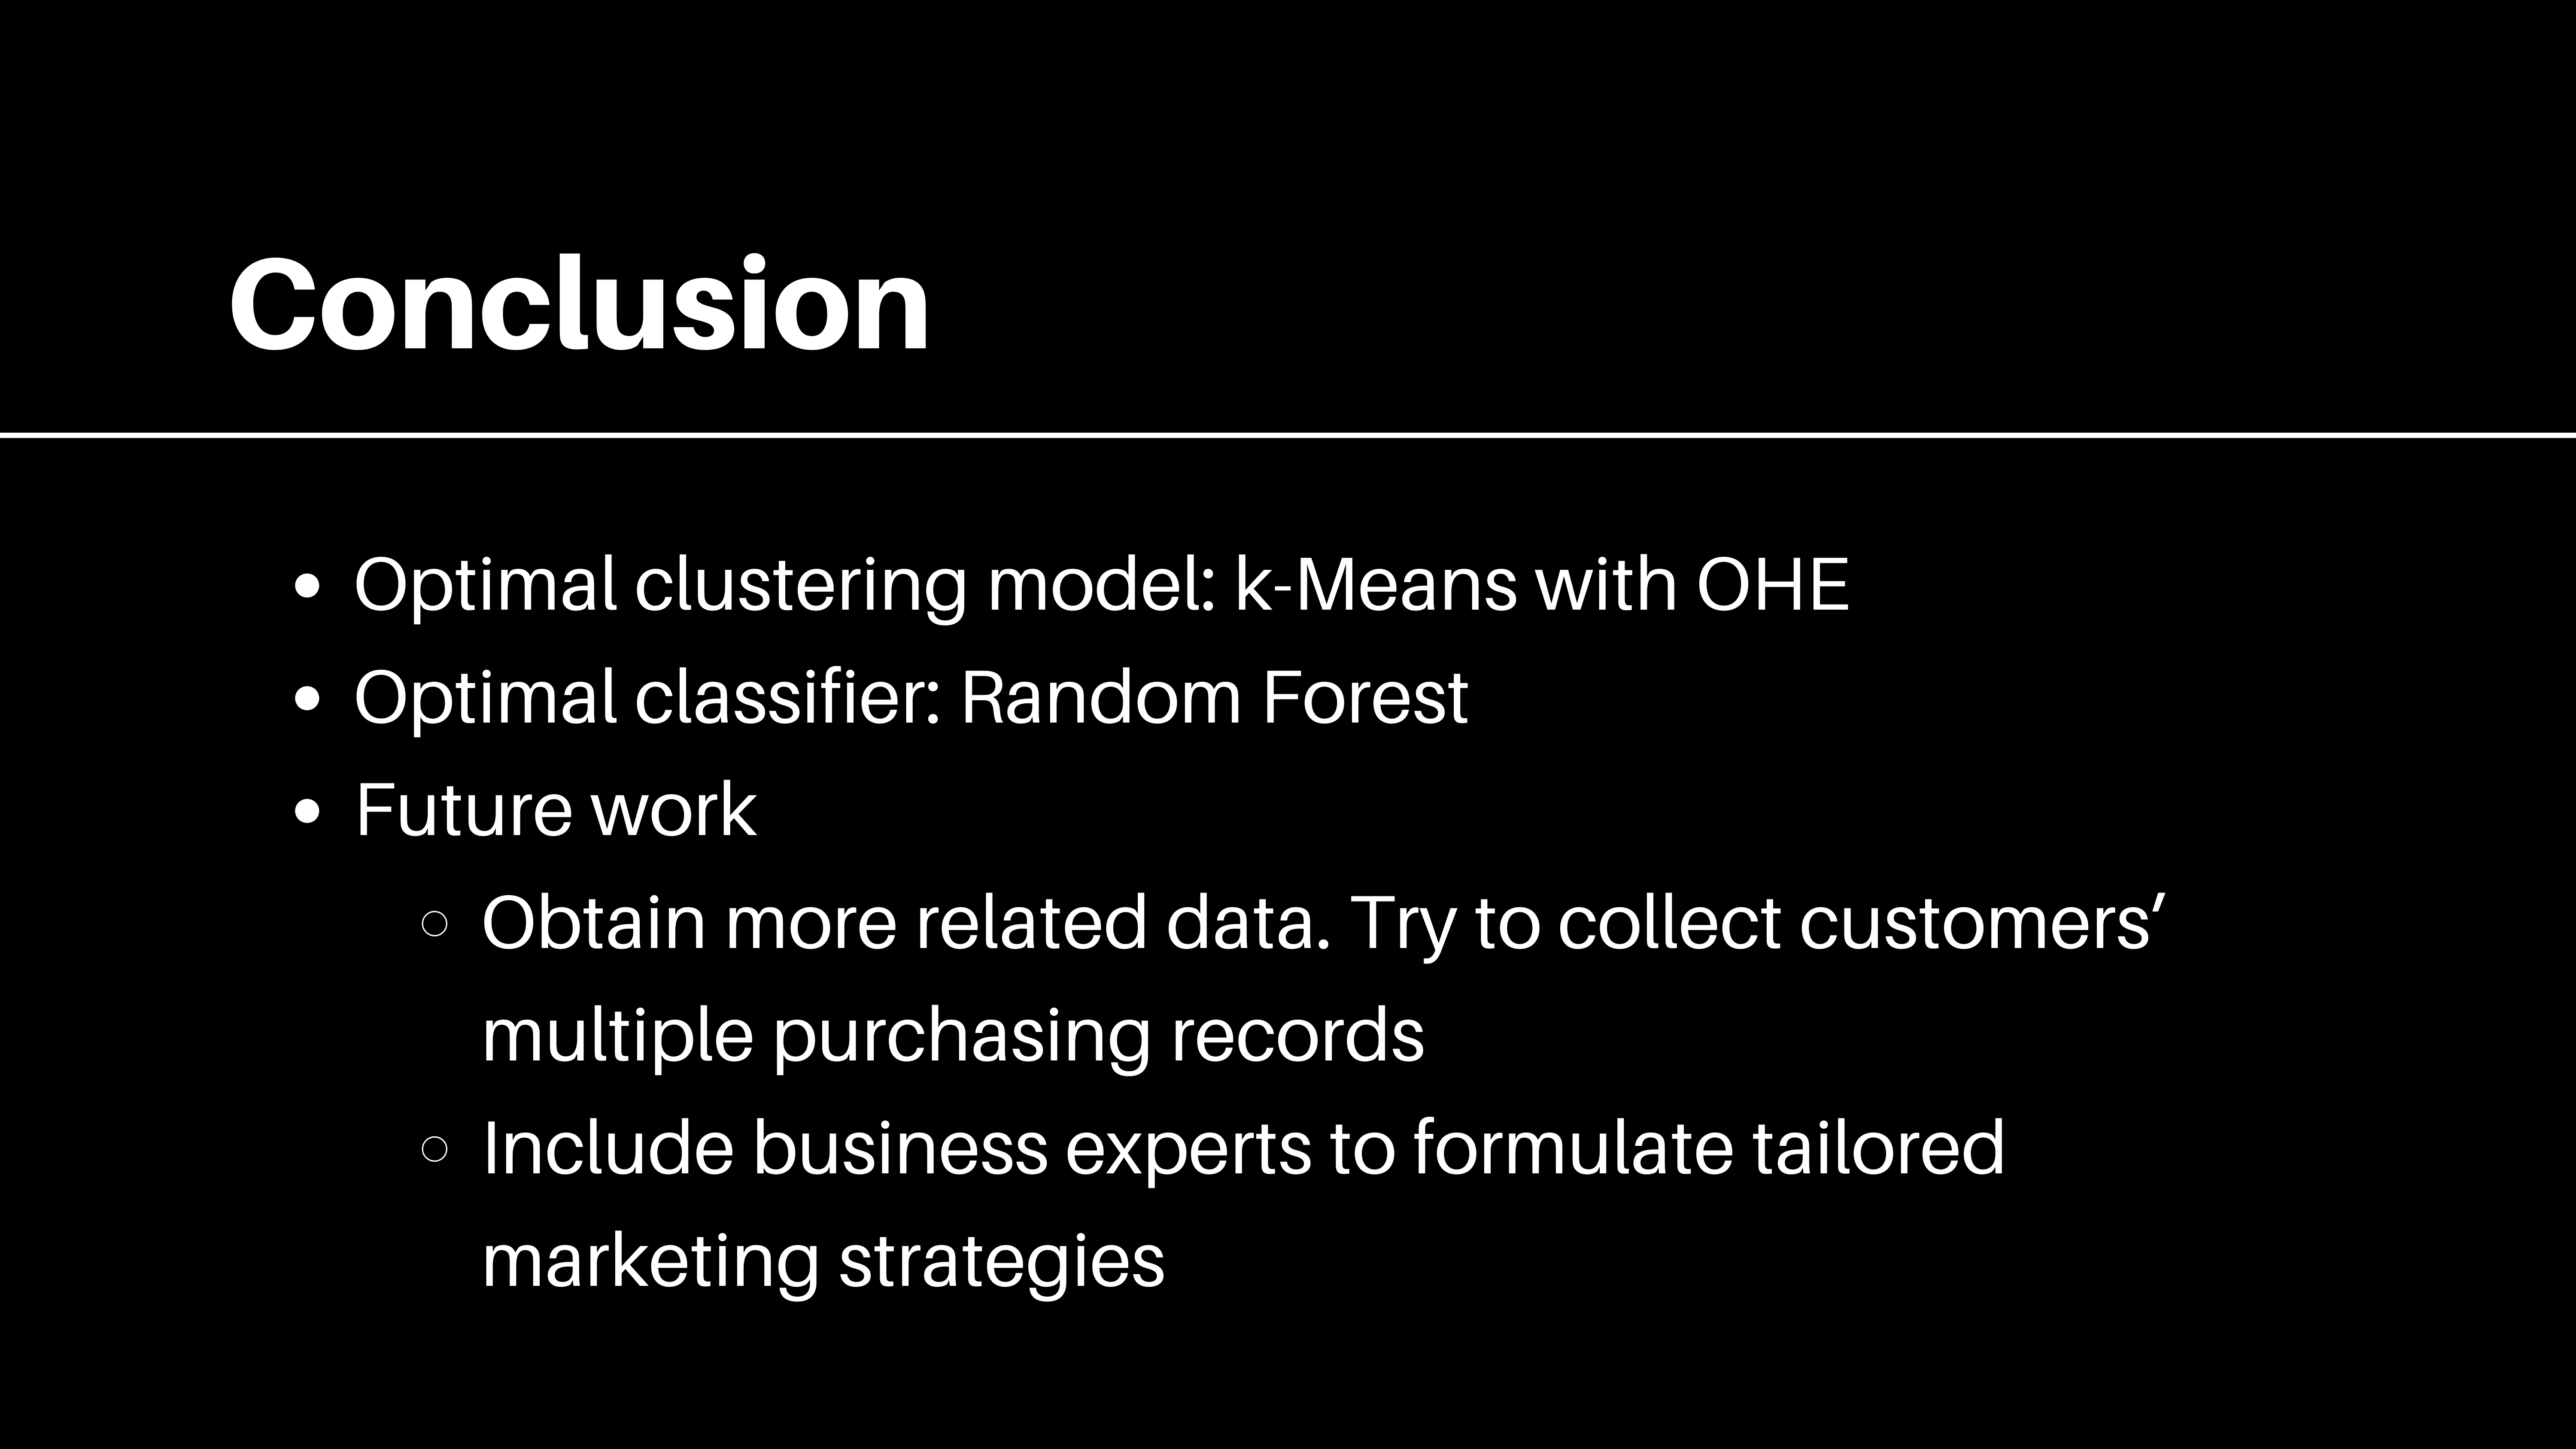 Conclusion
• Optimal clustering model: k-Means with OHE
• Optimal classifier: Random Forest
• Future work
○ Obtain more related data. Try to collect customers’
multiple purchasing records
○ Include business experts to formulate tailored
marketing strategies